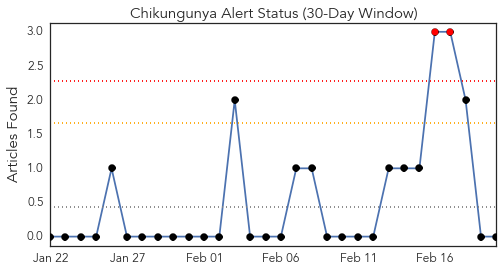 Chikungunya Alert Status (30-Day Window)
Articles Found
3.0
2.5
2.0
1.5
1.0
0.5
0.0
Jan 22 Jan 27 Feb 01 Feb 06 Feb 11 Feb 16